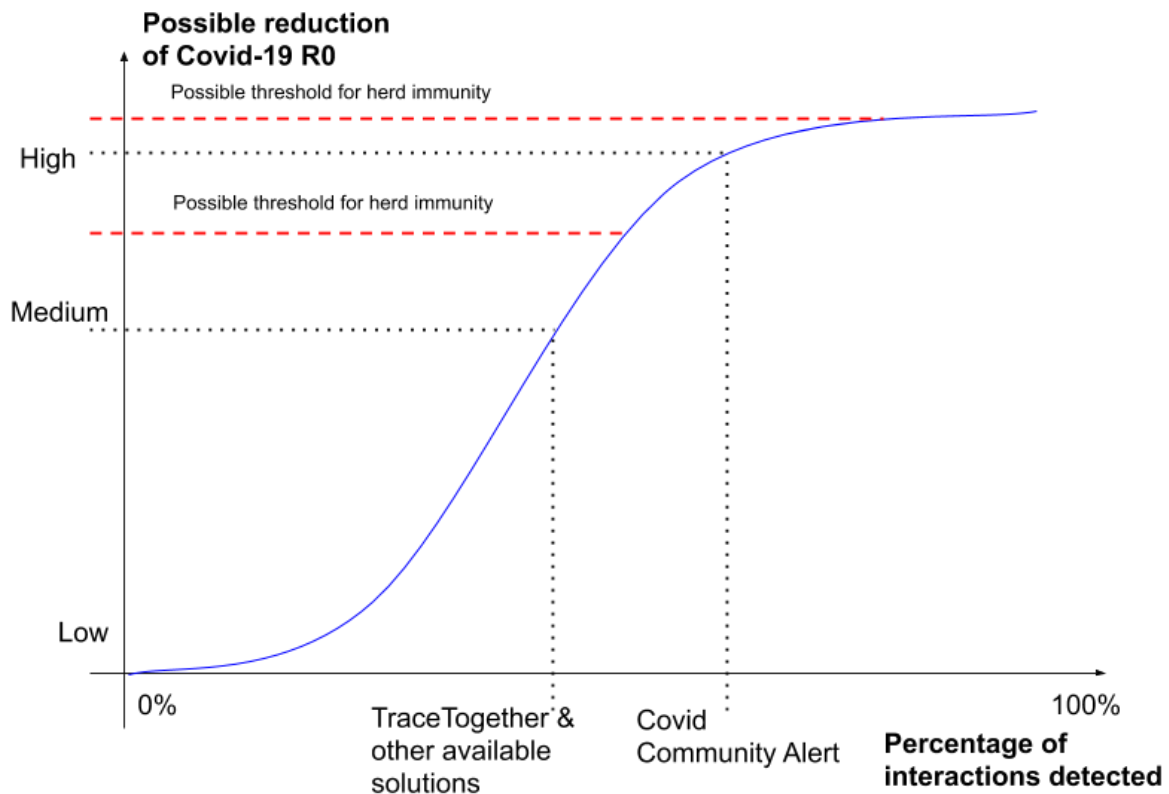 Possible reduction
of Covid-19 R0
Possible threshold for herd immunity
High
Possible threshold for herd immunity
Medium
Low
0%
100%
TraceTogether &
other available
solutions
Covid
Community Alert
Percentage of
interactions detected